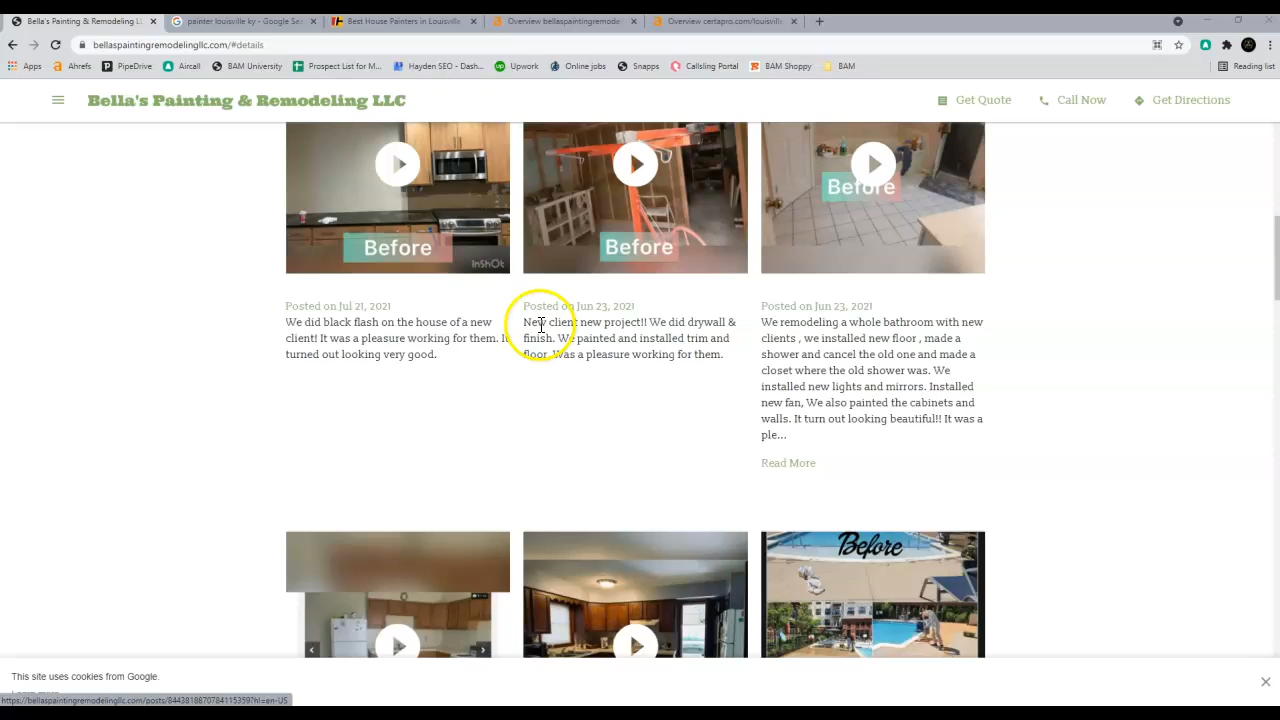 Bella's Painting & Remodeling L
painter louisville ky - Google Sea
Best House Painters in Louisville
Overview bellaspaintingremode
Overview certapro.com/louisvill
bellaspaintingremodelingllc.com/#details
Apps
Ahrefs
PipeDrive
Aircall
BAM University
Prospect List for M...
Hayden SEO - Dash...
Upwork
Online jobs
Snapps
Callsling Portal
BAM Shoppy
BAM
Reading list
Bella's Painting & Remodeling LLC
Get Quote
Call Now
Get Directions
Before
InShOt
Before
Before
Posted on Jul 21, 2021
We did black flash on the house of a new
client! It was a pleasure working for them. I
turned out looking very good.
Posted on Jun 23, 2021
New client new project!! We did drywall &
finish. We painted and installed trim and
floor. Was a pleasure working for them.
Posted on Jun 23, 2021
We remodeling a whole bathroom with new
clients , we installed new floor , made a
shower and cancel the old one and made a
closet where the old shower was. We
installed new lights and mirrors. Installed
new fan, We also painted the cabinets and
walls. It turn out looking beautiful!! It was a
ple...
Read More
Before
This site uses cookies from Google.
https://bellaspaintingremodelingllc.com/posts/8443818870784115359?hl=en-US